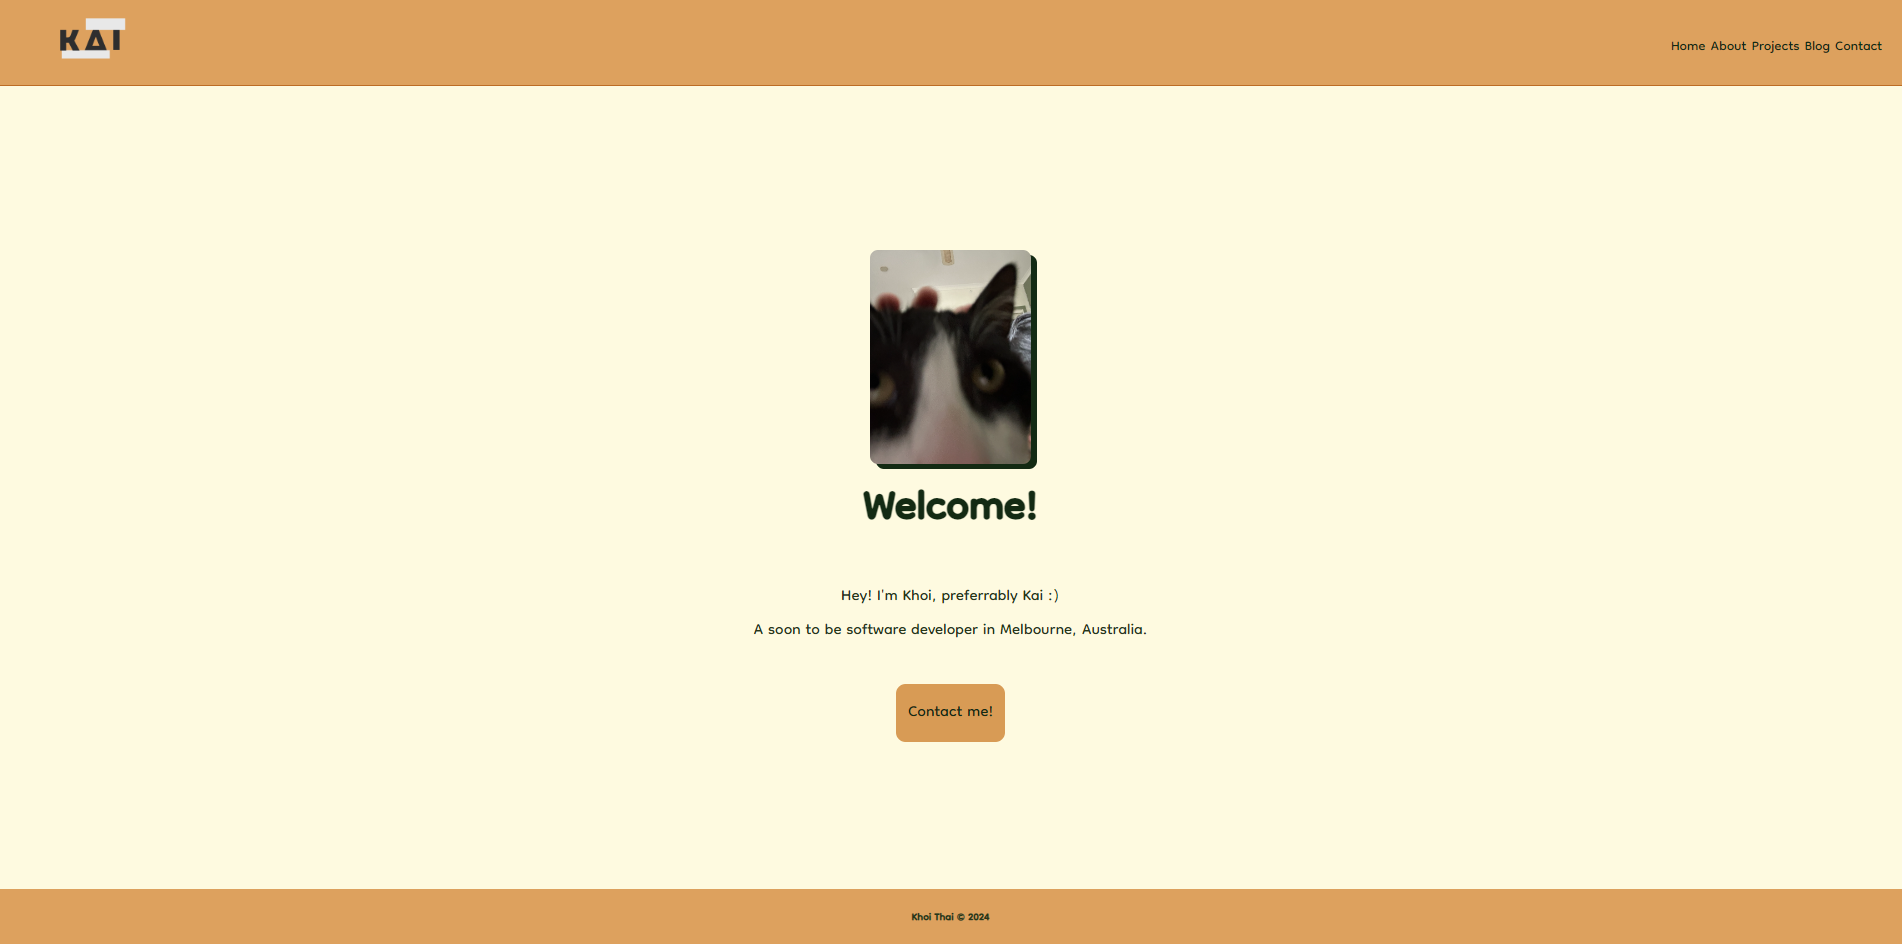 KAI
Home About Projects Blog Contact
Welcome!
Hey! I'm Khoi, preferrably Kai :)
A soon to be software developer in Melbourne, Australia.
Contact me!
Khoi Thai © 2024